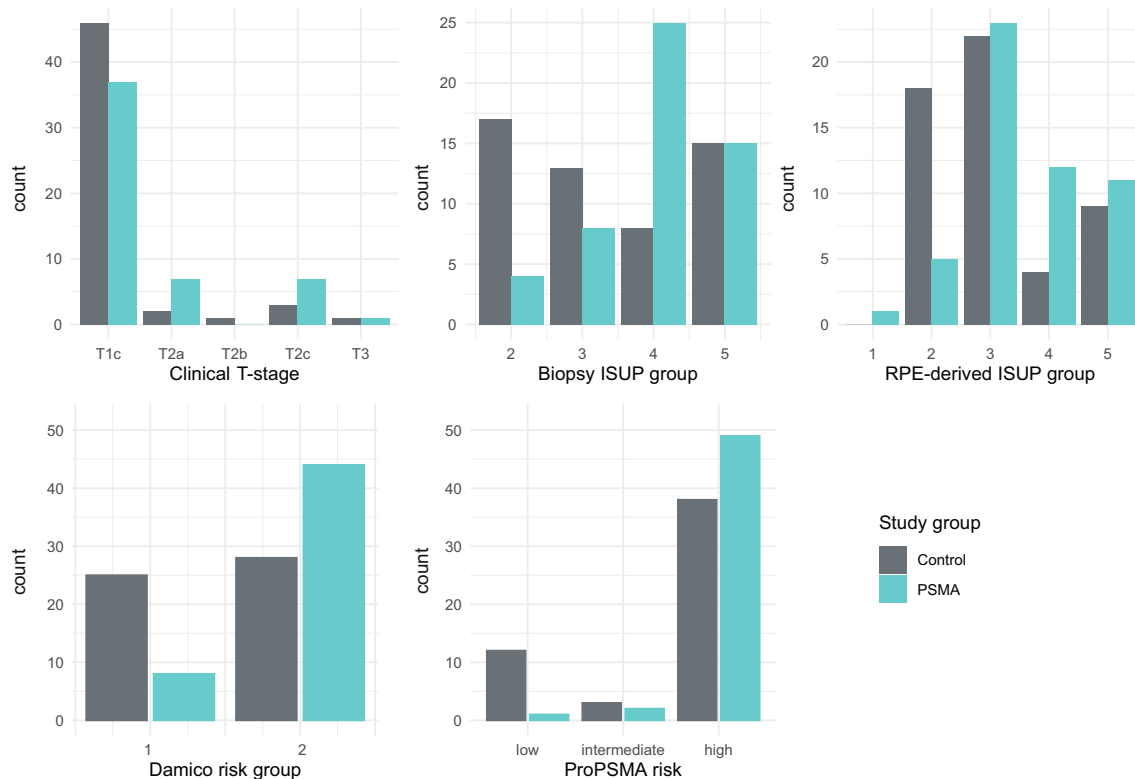 count
40
30
20
10
0
T1c T2a T2b T2c T3
Clinical T-stage
count
25
20
15
10
5
0
2 3 4 5
Biopsy ISUP group
count
20
15
10
5
0
1 2 3 4 5
RPE-derived ISUP group
count
50
40
30
20
10
0
1 2
Damico risk group
count
50
40
30
20
10
0
low intermediate high
ProPSMA risk
Study group
Control
PSMA